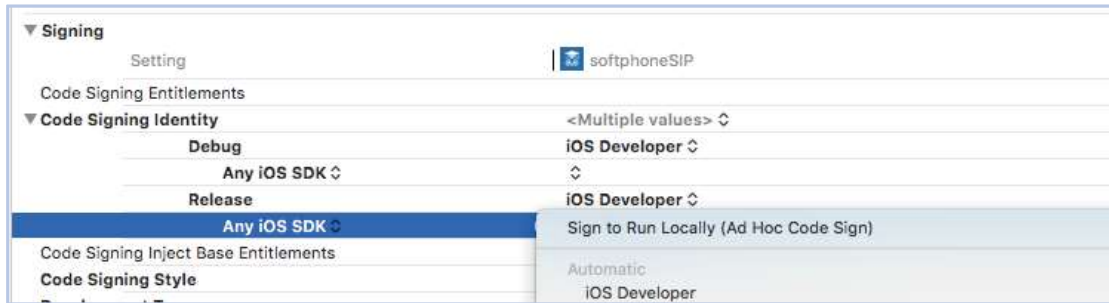 Signing
Setting softphoneSIP
Code Signing Entitlements
Code Signing Identity <Multiple values>
Debug iOS Developer
Any iOS SDK
Release iOS Developer
Any iOS SDK Sign to Run Locally (Ad Hoc Code Sign)
Code Signing Inject Base Entitlements
Automatic
Code Signing Style
iOS Developer